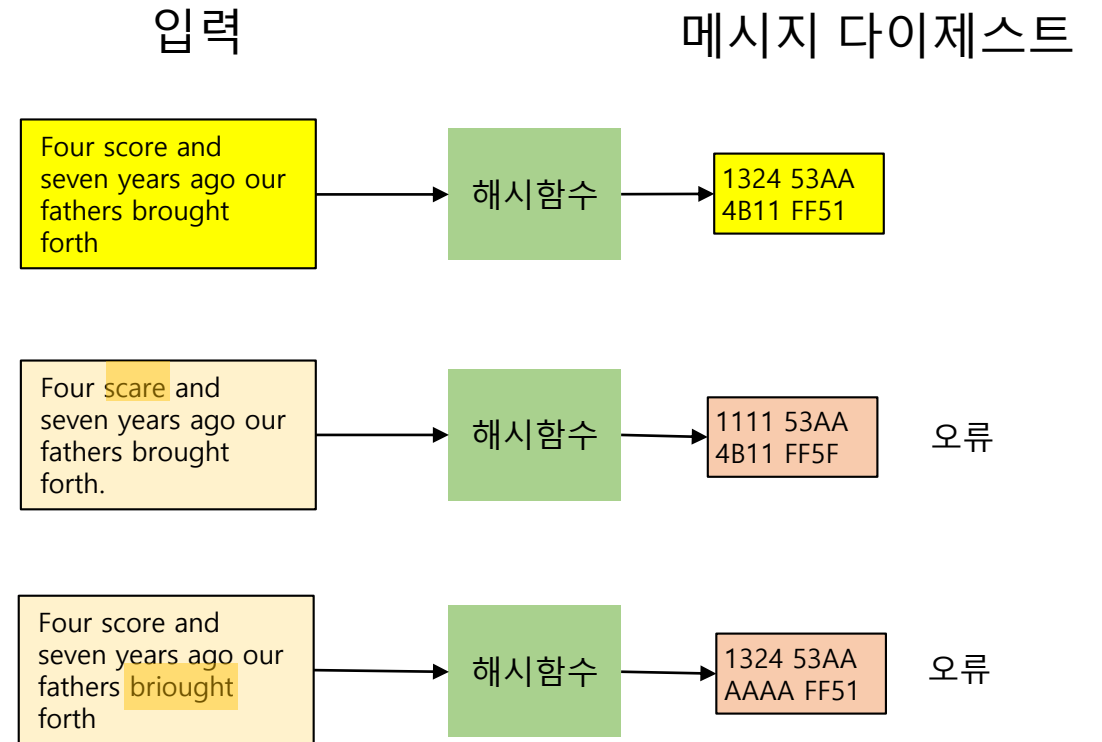 입력
메시지 다이제스트
Four score and
seven years ago our
fathers brought
forth
해시함수
1324 53AA
4B11 FF51
Four scare and
seven years ago our
fathers brought
forth.
해시함수
1111 53AA
4B11 FF5F
오류
Four score and
seven years ago our
fathers briought
forth
해시함수
1324 53AA
AAAA FF51
오류